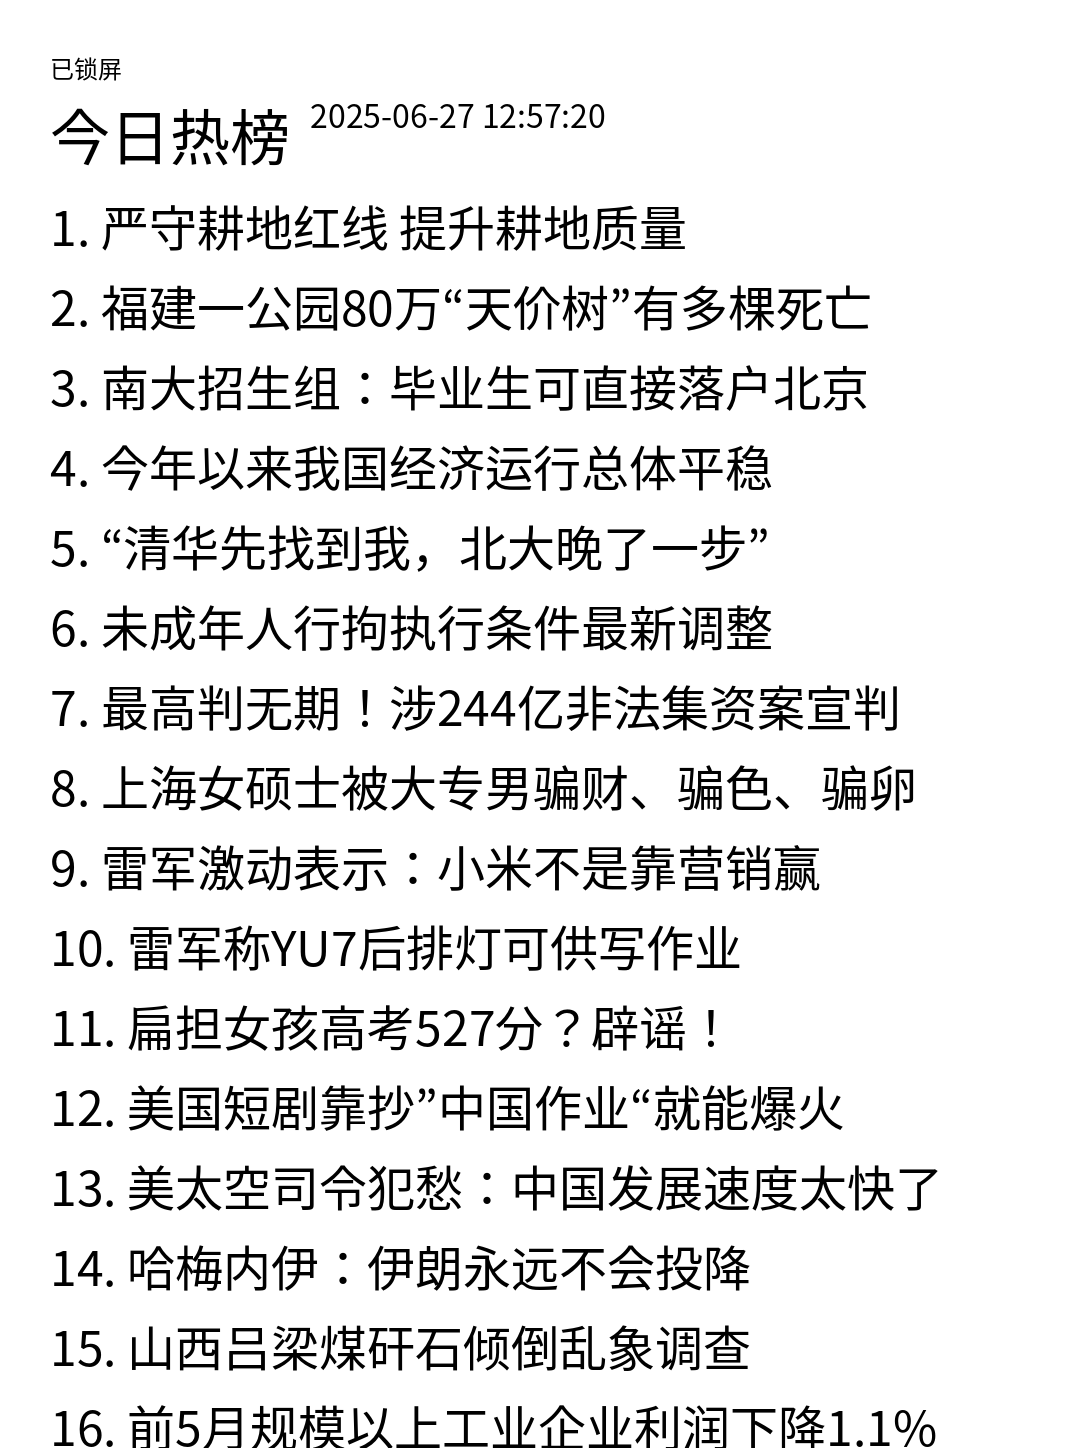 已锁屏
今日热榜 2025-06-27 12:57:20
1. 严守耕地红线 提升耕地质量
2. 福建一公园80万“天价树”有多棵死亡
3. 南大招生组：毕业生可直接落户北京
4. 今年以来我国经济运行总体平稳
5. “清华先找到我，北大晚了一步”
6. 未成年人行拘执行条件最新调整
7. 最高判无期！涉244亿非法集资案宣判
8. 上海女硕士被大专男骗财、骗色、骗卵
9. 雷军激动表示：小米不是靠营销赢
10. 雷军称YU7后排灯可供写作业
11. 扁担女孩高考527分？辟谣！
12. 美国短剧靠抄”中国作业“就能爆火
13. 美太空司令犯愁：中国发展速度太快了
14. 哈梅内伊：伊朗永远不会投降
15. 山西吕梁煤矸石倾倒乱象调查
16. 前5月规模以上工业企业利润下降1.1%